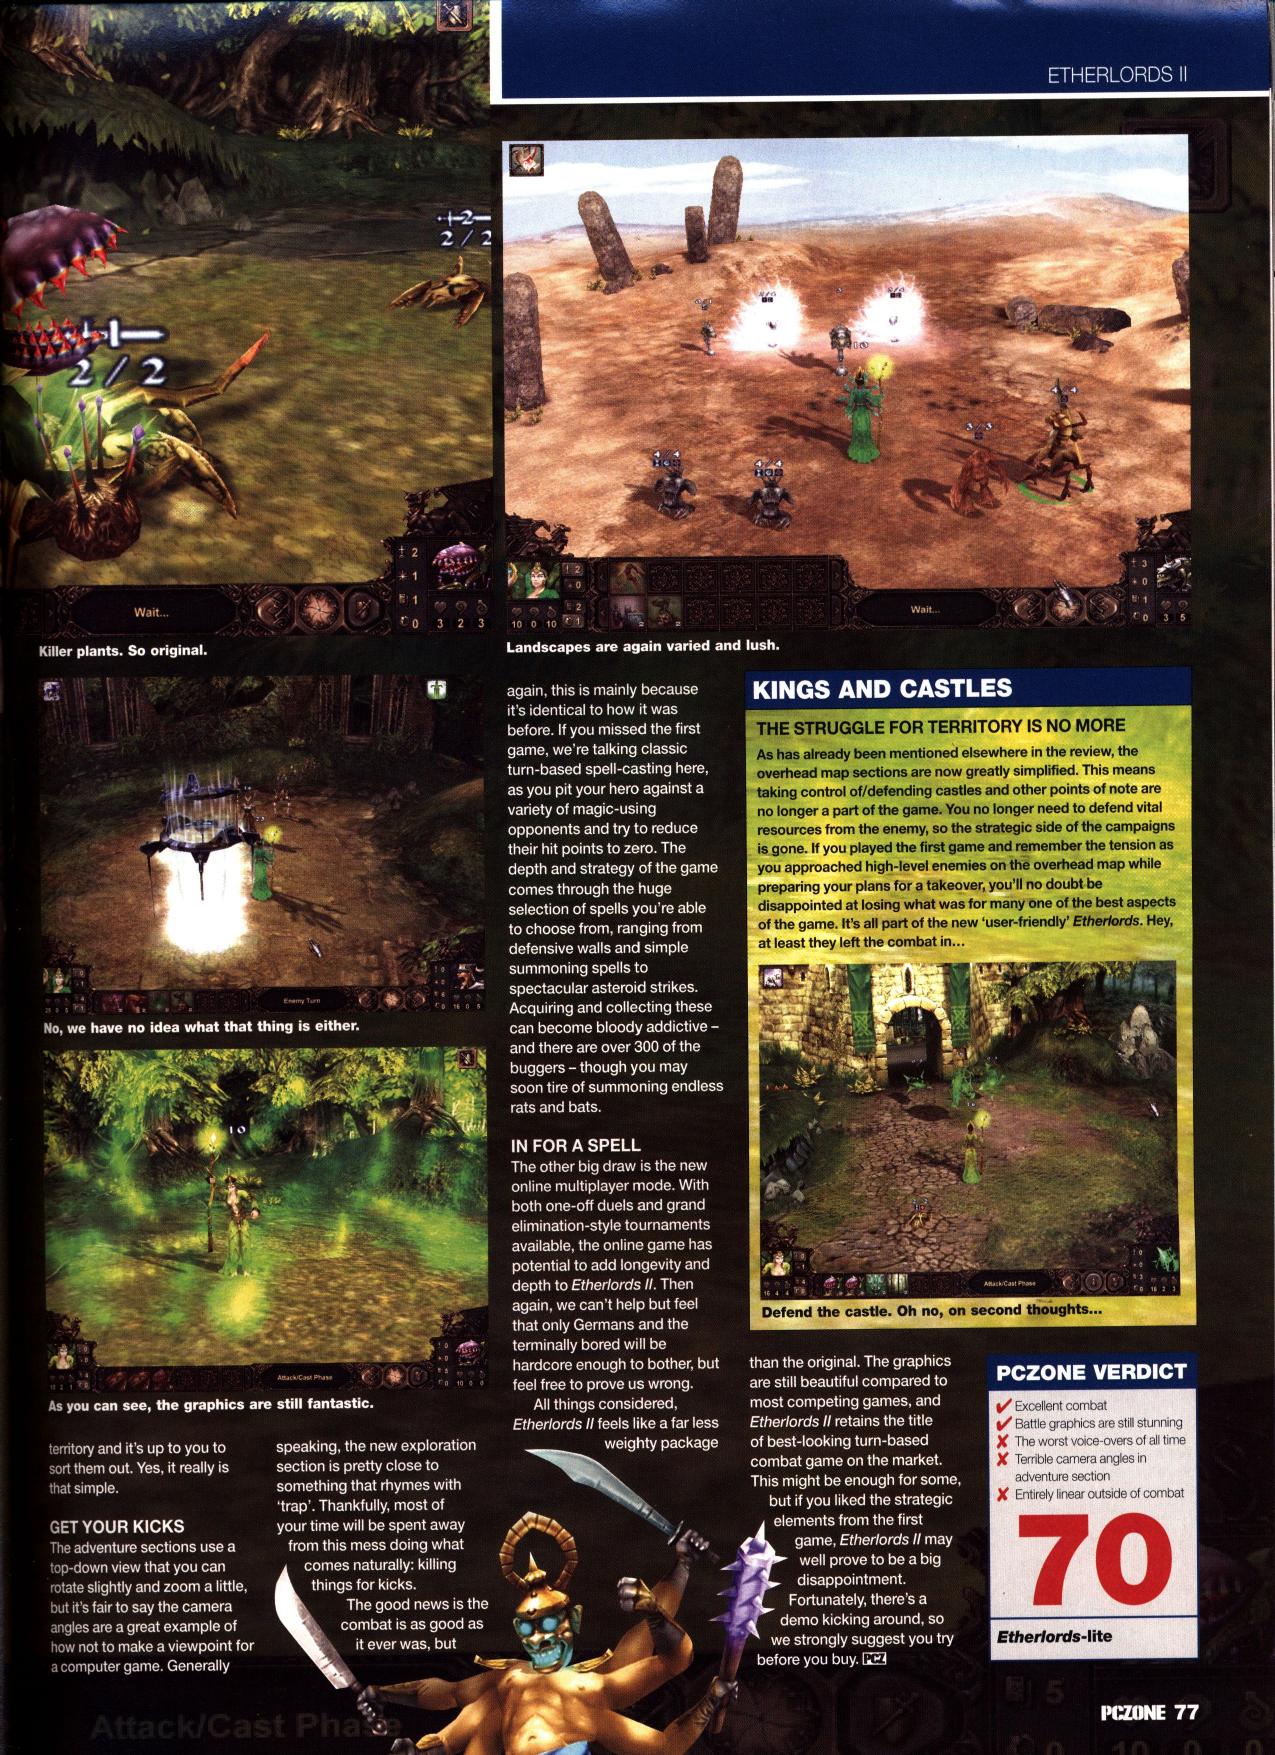 ETHERLORDS II
+2
2/2
+1
2/2
Wait...
Killer plants. So original.
Wait...
Landscapes are again varied and lush.
Enemy Turn
No, we have no idea what that thing is either.
10
Attack/Cast Phase
As you can see, the graphics are still fantastic.
territory and it's up to you to
sort them out. Yes, it really is
that simple.
GET YOUR KICKS
The adventure sections use a
top-down view that you can
rotate slightly and zoom a little,
but it's fair to say the camera
angles are a great example of
how not to make a viewpoint for
a computer game. Generally
speaking, the new exploration
section is pretty close to
something that rhymes with
'trap'. Thankfully, most of
your time will be spent away
from this mess doing what
comes naturally: killing
things for kicks.
The good news is the
combat is as good as
it ever was, but
again, this is mainly because
it's identical to how it was
before. If you missed the first
game, we're talking classic
turn-based spell-casting here,
as you pit your hero against a
variety of magic-using
opponents and try to reduce
their hit points to zero. The
depth and strategy of the game
comes through the huge
selection of spells you're able
to choose from, ranging from
defensive walls and simple
summoning spells to
spectacular asteroid strikes.
Acquiring and collecting these
can become bloody addictive –
and there are over 300 of the
buggers – though you may
soon tire of summoning endless
rats and bats.
IN FOR A SPELL
The other big draw is the new
online multiplayer mode. With
both one-off duels and grand
elimination-style tournaments
available, the online game has
potential to add longevity and
depth to Etherlords II. Then
again, we can't help but feel
that only Germans and the
terminally bored will be
hardcore enough to bother, but
feel free to prove us wrong.
All things considered,
Etherlords II feels like a far less
weighty package
than the original. The graphics
are still beautiful compared to
most competing games, and
Etherlords II retains the title
of best-looking turn-based
combat game on the market.
This might be enough for some,
but if you liked the strategic
elements from the first
game, Etherlords II may
well prove to be a big
disappointment.
Fortunately, there's a
demo kicking around, so
we strongly suggest you try
before you buy. PCZ
KINGS AND CASTLES
THE STRUGGLE FOR TERRITORY IS NO MORE
As has already been mentioned elsewhere in the review, the
overhead map sections are now greatly simplified. This means
taking control of/defending castles and other points of note are
no longer a part of the game. You no longer need to defend vital
resources from the enemy, so the strategic side of the campaigns
is gone. If you played the first game and remember the tension as
you approached high-level enemies on the overhead map while
preparing your plans for a takeover, you'll no doubt be
disappointed at losing what was for many one of the best aspects
of the game. It's all part of the new 'user-friendly' Etherlords. Hey,
at least they left the combat in...
Attack/Cast Phase
Defend the castle. Oh no, on second thoughts...
PCZONE VERDICT
✓ Excellent combat
✓ Battle graphics are still stunning
✗ The worst voice-overs of all time
✗ Terrible camera angles in
adventure section
✗ Entirely linear outside of combat
70
Etherlords-lite
Attack/Cast Phase
PCZONE 77